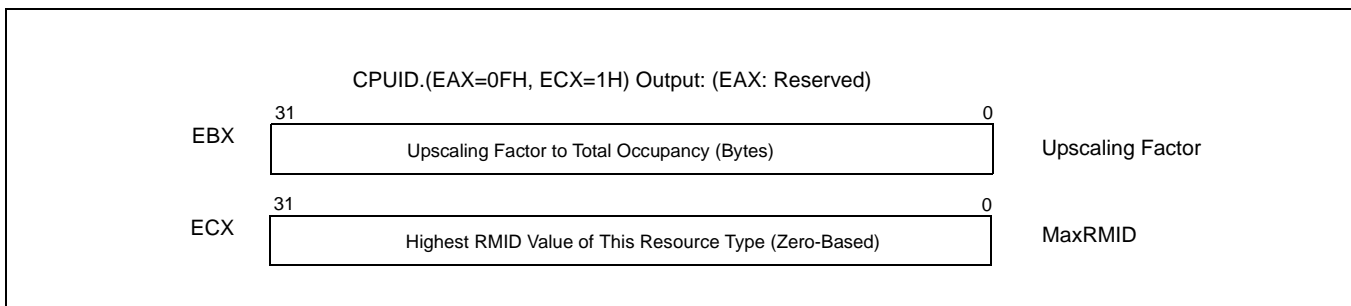 CPUID.(EAX=0FH, ECX=1H) Output: (EAX: Reserved)
31 0
EBX Upscaling Factor to Total Occupancy (Bytes) Upscaling Factor
31 0
ECX Highest RMID Value of This Resource Type (Zero-Based) MaxRMID